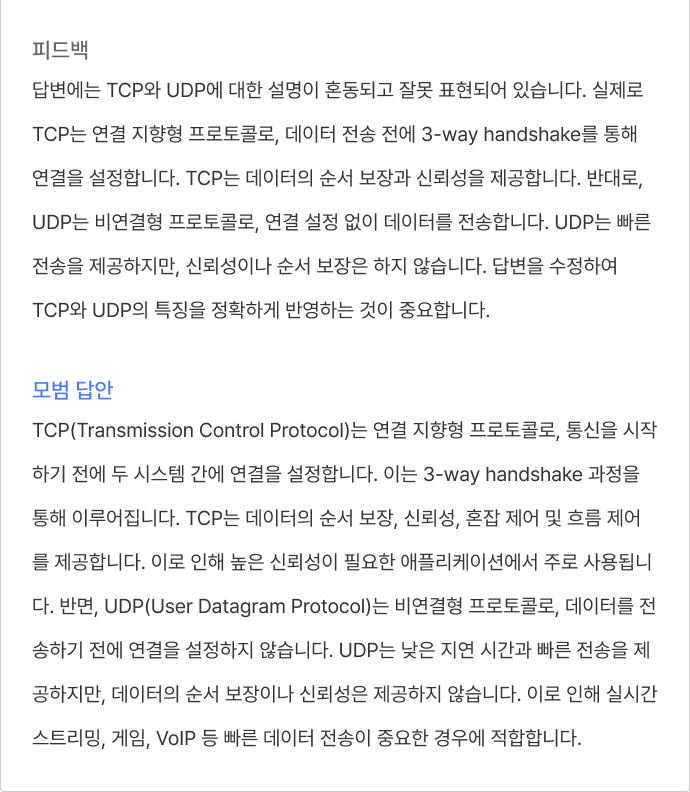 피드백
답변에는 TCP와 UDP에 대한 설명이 혼동되고 잘못 표현되어 있습니다. 실제로
TCP는 연결 지향형 프로토콜로, 데이터 전송 전에 3-way handshake를 통해
연결을 설정합니다. TCP는 데이터의 순서 보장과 신뢰성을 제공합니다. 반대로,
UDP는 비연결형 프로토콜로, 연결 설정 없이 데이터를 전송합니다. UDP는 빠른
전송을 제공하지만, 신뢰성이나 순서 보장은 하지 않습니다. 답변을 수정하여
TCP와 UDP의 특징을 정확하게 반영하는 것이 중요합니다.
모범 답안
TCP(Transmission Control Protocol)는 연결 지향형 프로토콜로, 통신을 시작
하기 전에 두 시스템 간에 연결을 설정합니다. 이는 3-way handshake 과정을
통해 이루어집니다. TCP는 데이터의 순서 보장, 신뢰성, 혼잡 제어 및 흐름 제어
를 제공합니다. 이로 인해 높은 신뢰성이 필요한 애플리케이션에서 주로 사용됩니
다. 반면, UDP(User Datagram Protocol)는 비연결형 프로토콜로, 데이터를 전
송하기 전에 연결을 설정하지 않습니다. UDP는 낮은 지연 시간과 빠른 전송을 제
공하지만, 데이터의 순서 보장이나 신뢰성은 제공하지 않습니다. 이로 인해 실시간
스트리밍, 게임, VoIP 등 빠른 데이터 전송이 중요한 경우에 적합합니다.